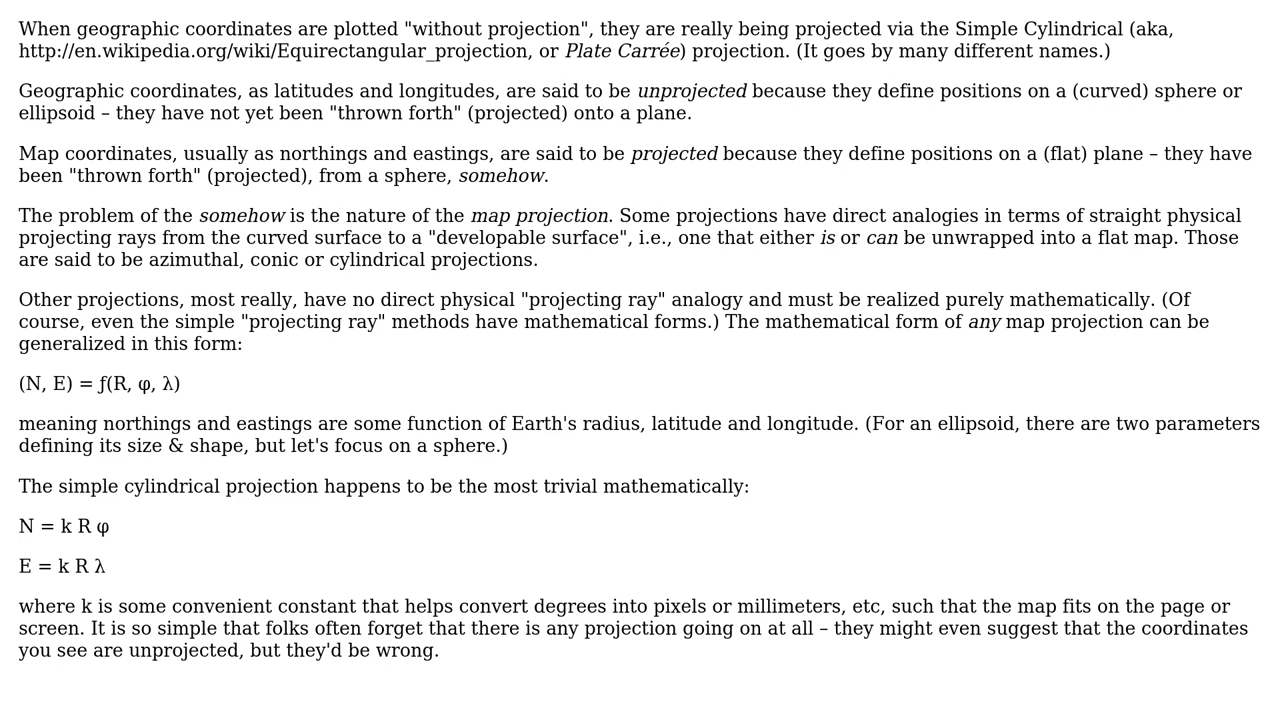 When geographic coordinates are plotted "without projection", they are really being projected via the Simple Cylindrical (aka,
http://en.wikipedia.org/wiki/Equirectangular_projection, or Plate Carrée) projection. (It goes by many different names.)
Geographic coordinates, as latitudes and longitudes, are said to be unprojected because they define positions on a (curved) sphere or
ellipsoid – they have not yet been "thrown forth" (projected) onto a plane.
Map coordinates, usually as northings and eastings, are said to be projected because they define positions on a (flat) plane – they have
been "thrown forth" (projected), from a sphere, somehow.
The problem of the somehow is the nature of the map projection. Some projections have direct analogies in terms of straight physical
projecting rays from the curved surface to a "developable surface", i.e., one that either is or can be unwrapped into a flat map. Those
are said to be azimuthal, conic or cylindrical projections.
Other projections, most really, have no direct physical "projecting ray" analogy and must be realized purely mathematically. (Of
course, even the simple "projecting ray" methods have mathematical forms.) The mathematical form of any map projection can be
generalized in this form:
(N, E) = ƒ(R, φ, λ)
meaning northings and eastings are some function of Earth's radius, latitude and longitude. (For an ellipsoid, there are two parameters
defining its size & shape, but let's focus on a sphere.)
The simple cylindrical projection happens to be the most trivial mathematically:
N = k R φ
E = k R λ
where k is some convenient constant that helps convert degrees into pixels or millimeters, etc, such that the map fits on the page or
screen. It is so simple that folks often forget that there is any projection going on at all – they might even suggest that the coordinates
you see are unprojected, but they'd be wrong.